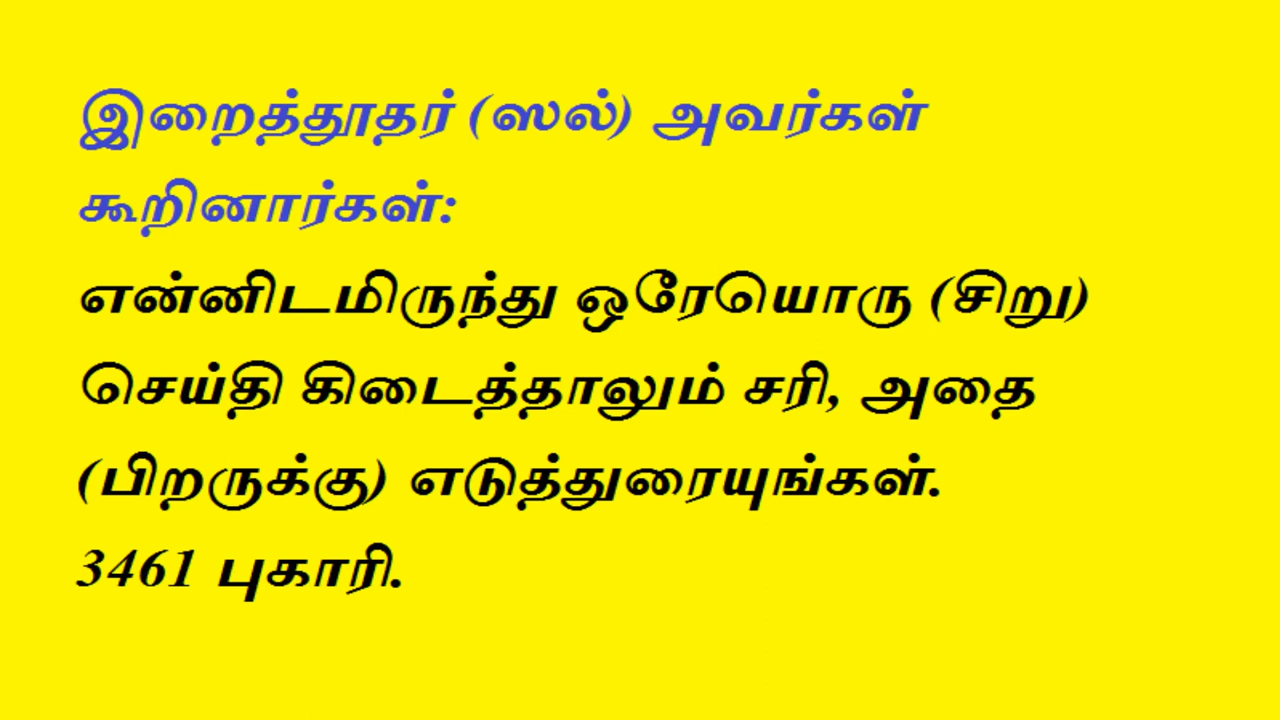 இறைத்தூதர் (ஸல்) அவர்கள்
கூறினார்கள்:
என்னிடமிருந்து ஒரேயொரு (சிறு)
செய்தி கிடைத்தாலும் சரி, அதை
(பிறருக்கு) எடுத்துரையுங்கள்.
3461 புகாரி.